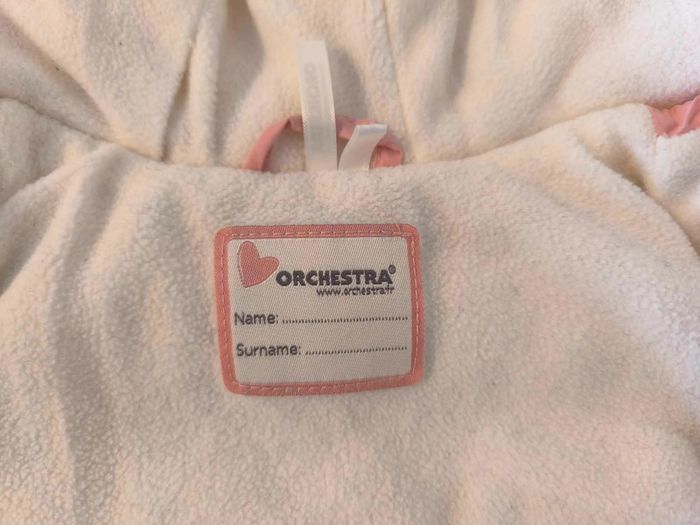 ORCHESTRA®
www.orchestra.fr
Name: ................................
Surname: ..........................